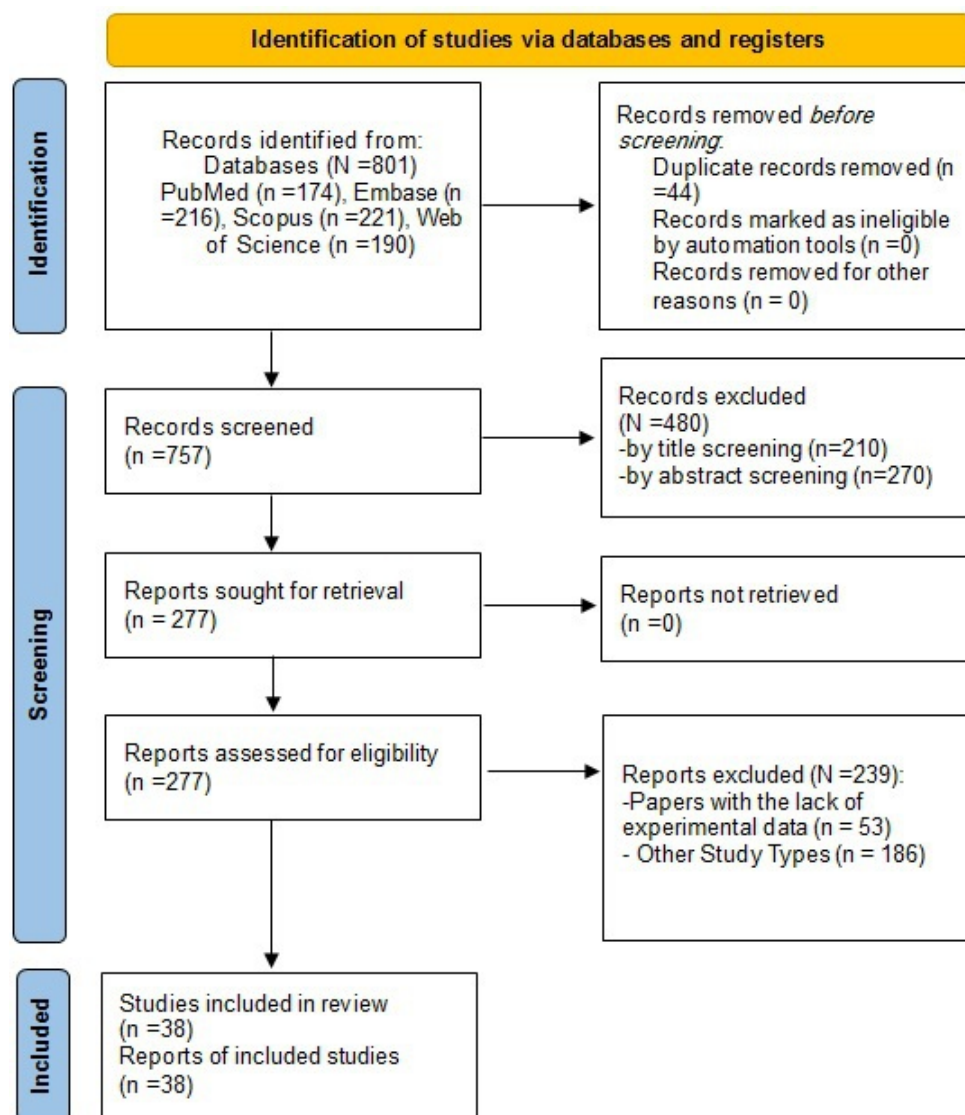 Identification of studies via databases and registers
Identification
Records identified from:
Databases (N =801)
PubMed (n =174), Embase (n
=216), Scopus (n =221), Web
of Science (n =190)
Records removed before
screening:
Duplicate records removed (n
=44)
Records marked as ineligible
by automation tools (n =0)
Records removed for other
reasons (n = 0)
Screening
Records screened
(n =757)
Records excluded
(N =480)
-by title screening (n=210)
-by abstract screening (n=270)
Reports sought for retrieval
(n = 277)
Reports not retrieved
(n =0)
Reports assessed for eligibility
(n =277)
Reports excluded (N =239):
-Papers with the lack of
experimental data (n = 53)
- Other Study Types (n = 186)
Included
Studies included in review
(n =38)
Reports of included studies
(n =38)